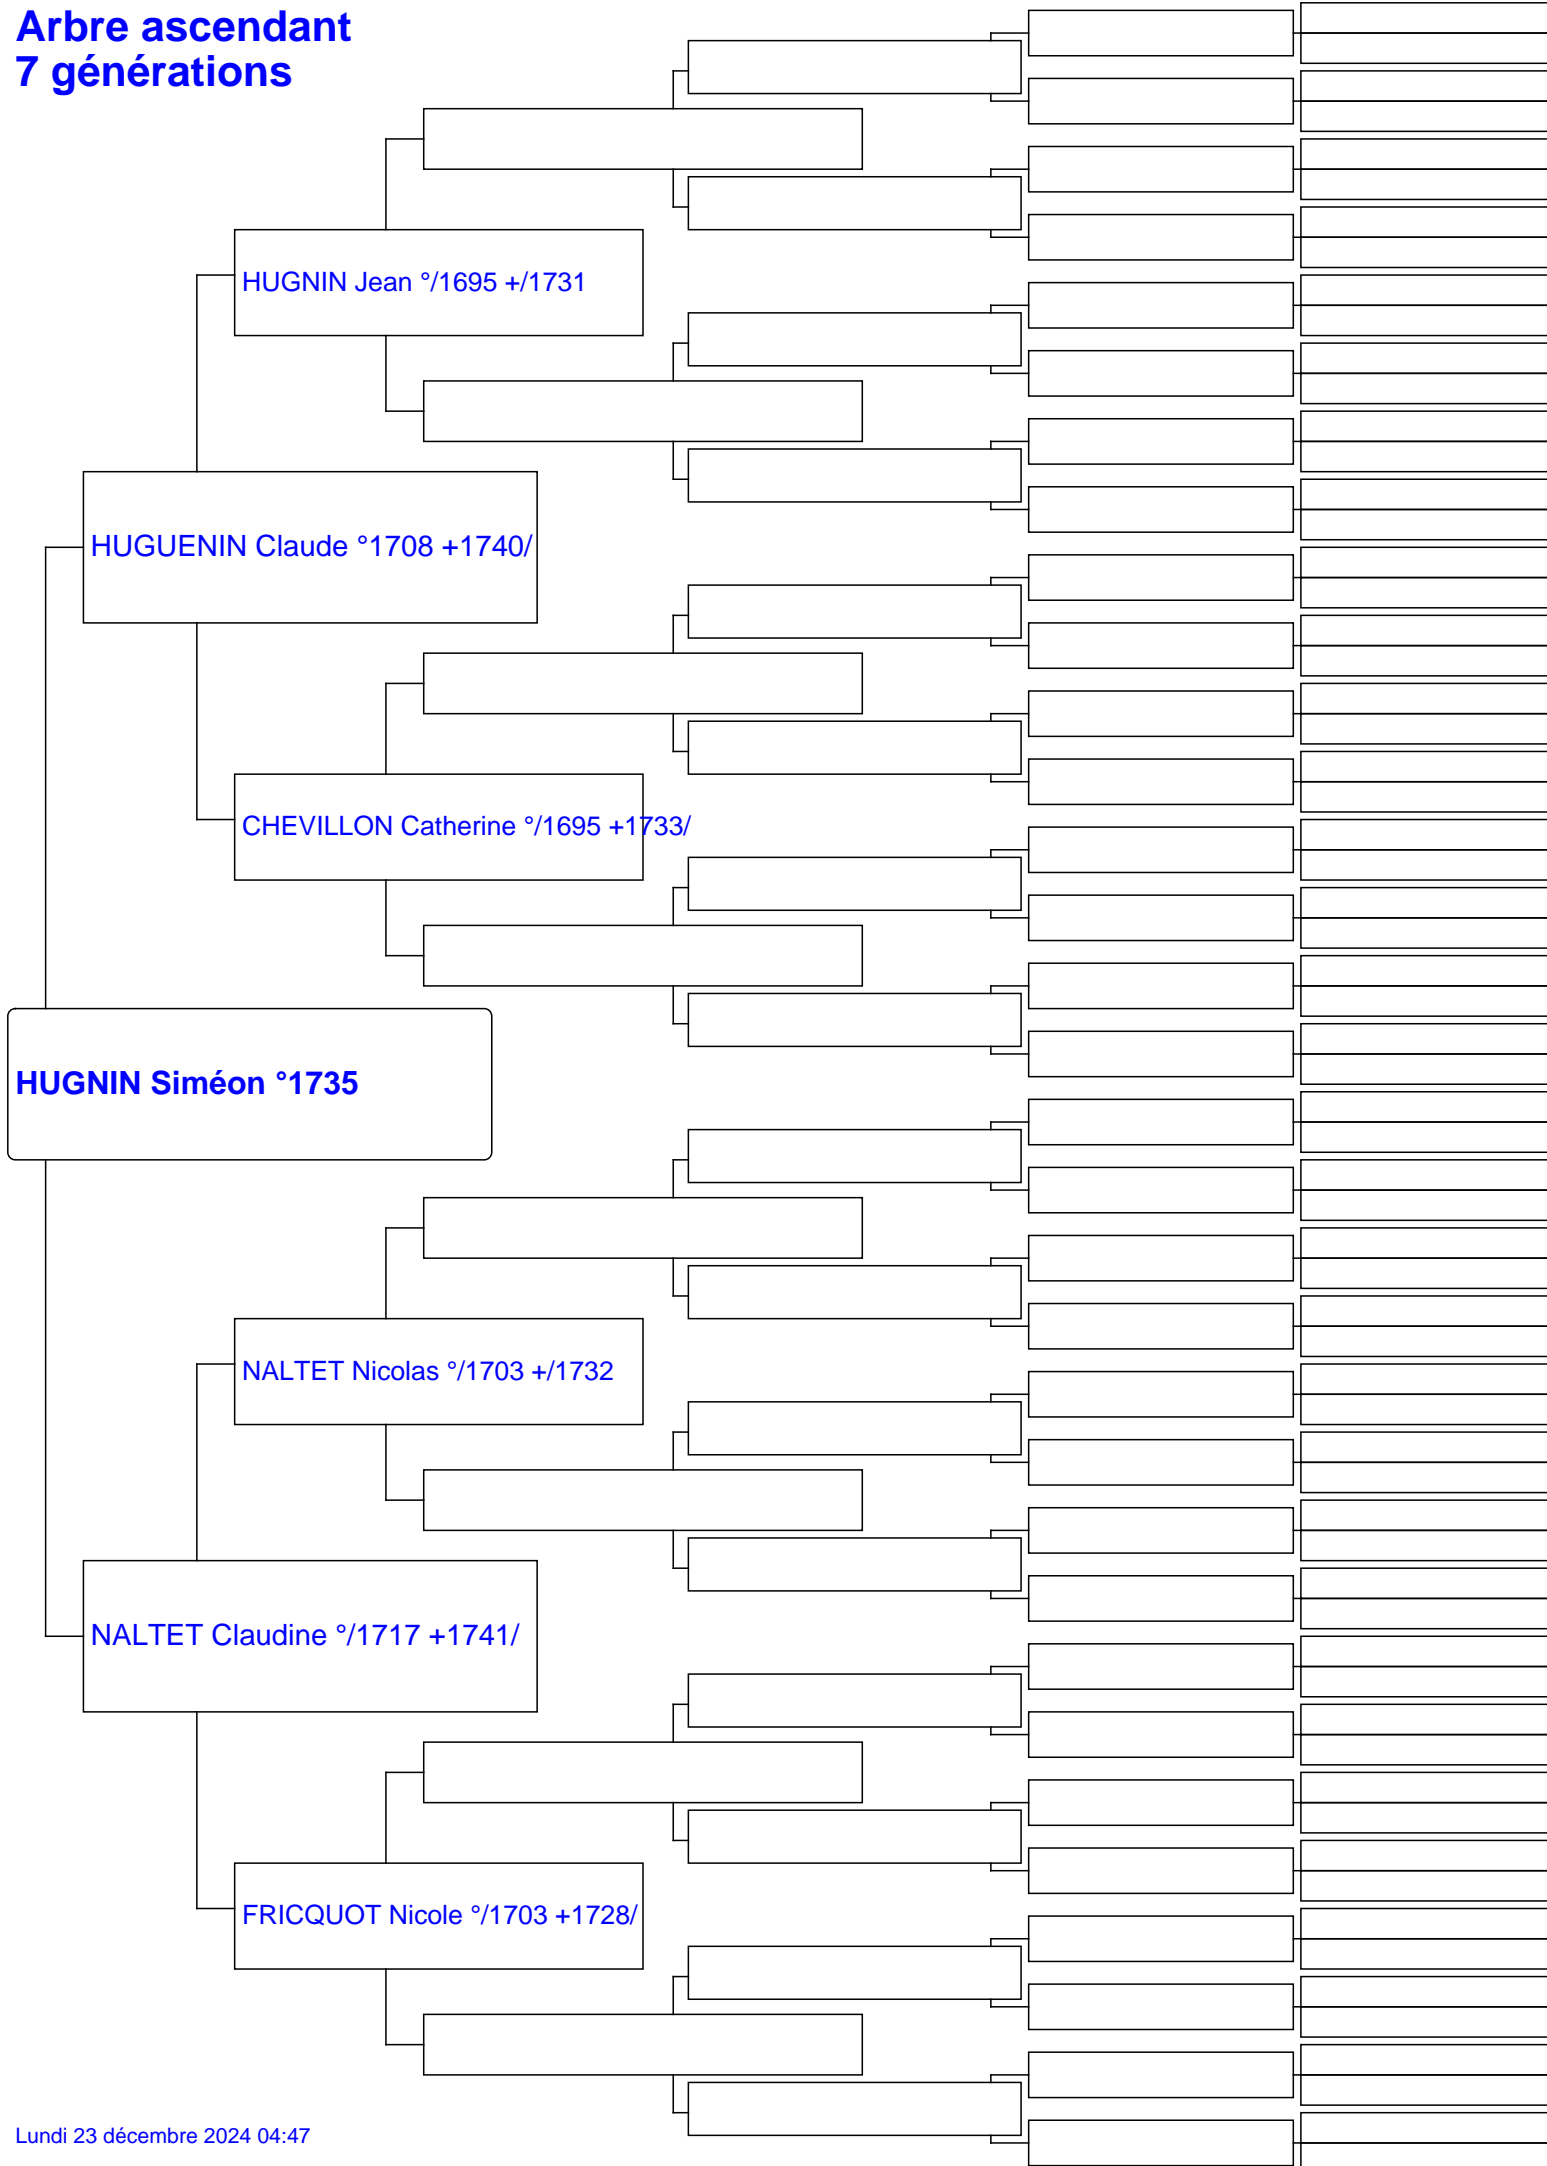 Arbre ascendant
7 générations
HUGNIN Jean °/1695 +/1731
HUGUENIN Claude °1708 +1740/
CHEVILLON Catherine °/1695 +1733/
HUGNIN Siméon °1735
NALTET Nicolas °/1703 +/1732
NALTET Claudine °/1717 +1741/
FRICQUOT Nicole °/1703 +1728/
Lundi 23 décembre 2024 04:47